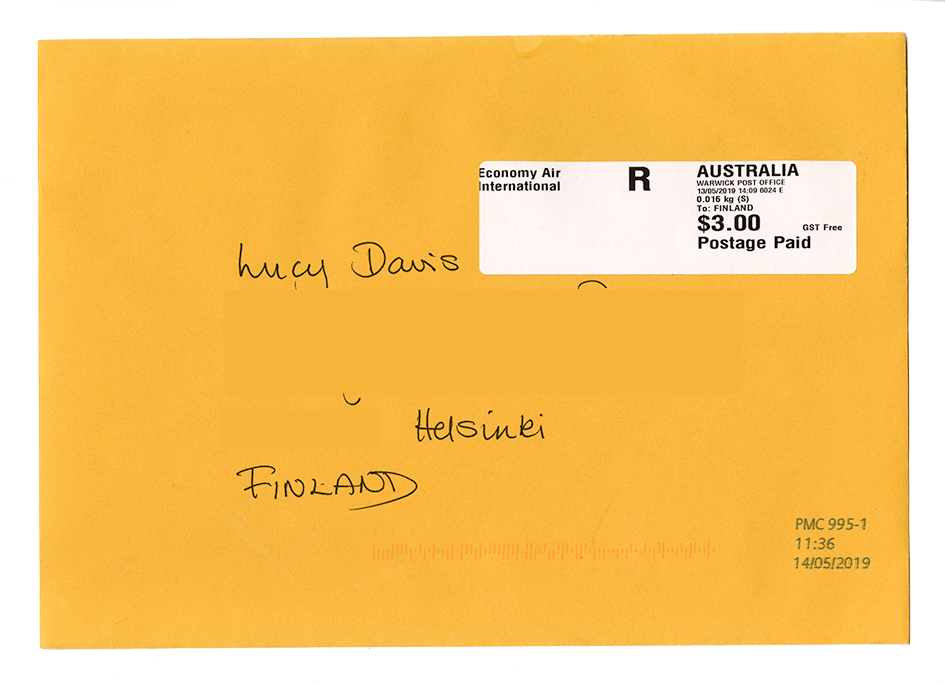 Economy Air
International
R
AUSTRALIA
WARWICK POST OFFICE
13/05/2019 14:09 6024 E
0.016 kg (S)
To: FINLAND
$3.00
GST Free
Postage Paid
Lucy Davis
Helsinki
FINLAND
PMC 995-1
11:36
14/05/2019